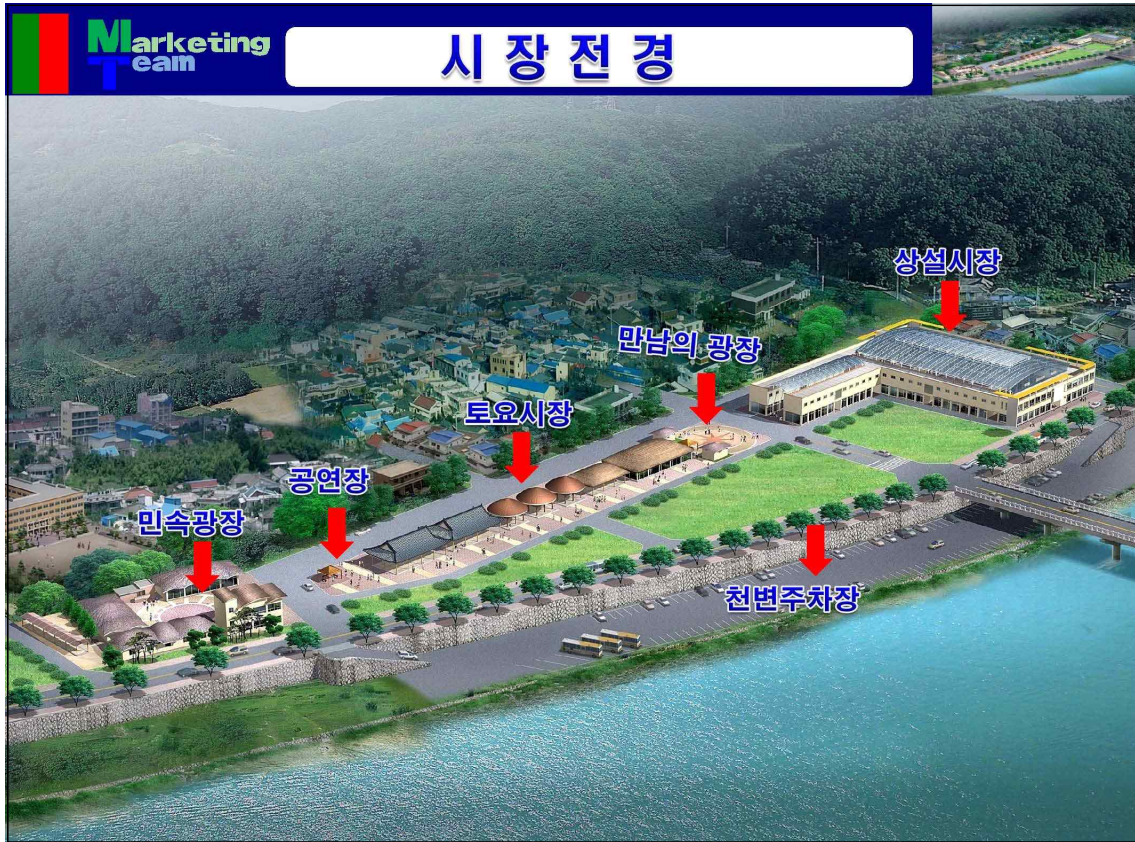 Marketing
Team
시장전경
상설시장
만남의 광장
토요시장
공연장
민속광장
천변주차장